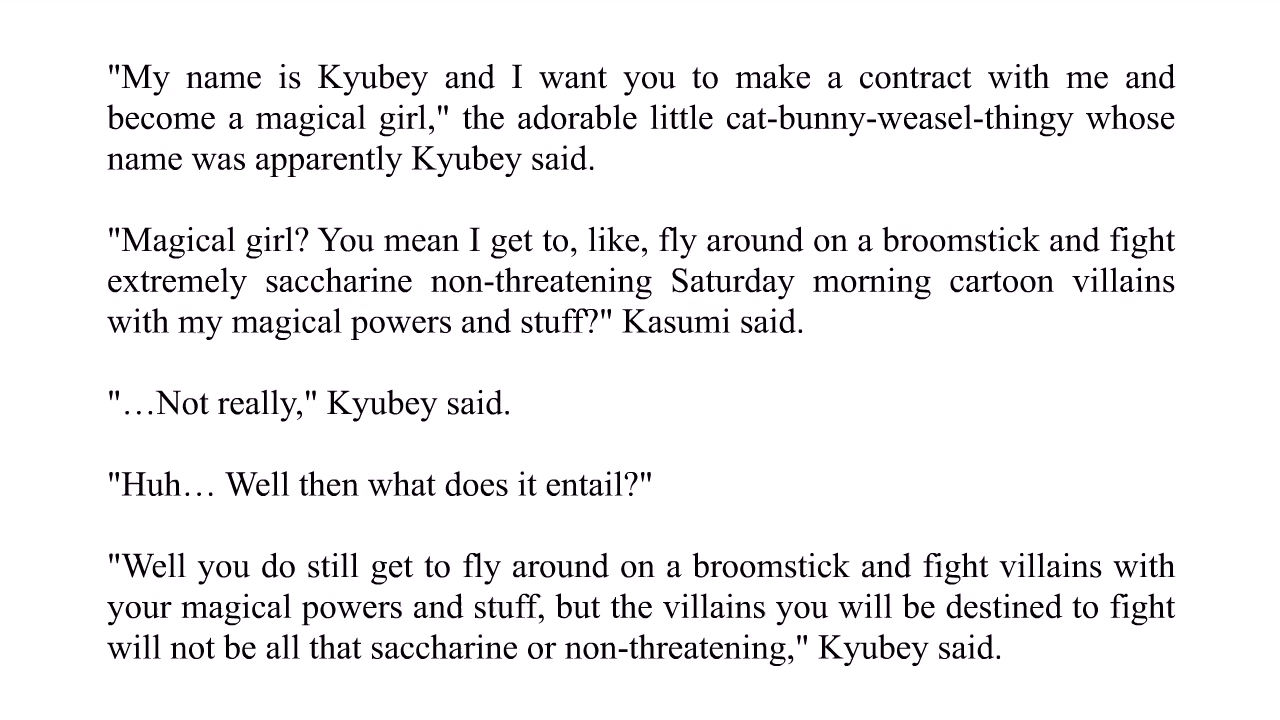 "My name is Kyubey and I want you to make a contract with me and
become a magical girl," the adorable little cat-bunny-weasel-thingy whose
name was apparently Kyubey said.
"Magical girl? You mean I get to, like, fly around on a broomstick and fight
extremely saccharine non-threatening Saturday morning cartoon villains
with my magical powers and stuff?" Kasumi said.
"…Not really," Kyubey said.
"Huh… Well then what does it entail?"
"Well you do still get to fly around on a broomstick and fight villains with
your magical powers and stuff, but the villains you will be destined to fight
will not be all that saccharine or non-threatening," Kyubey said.